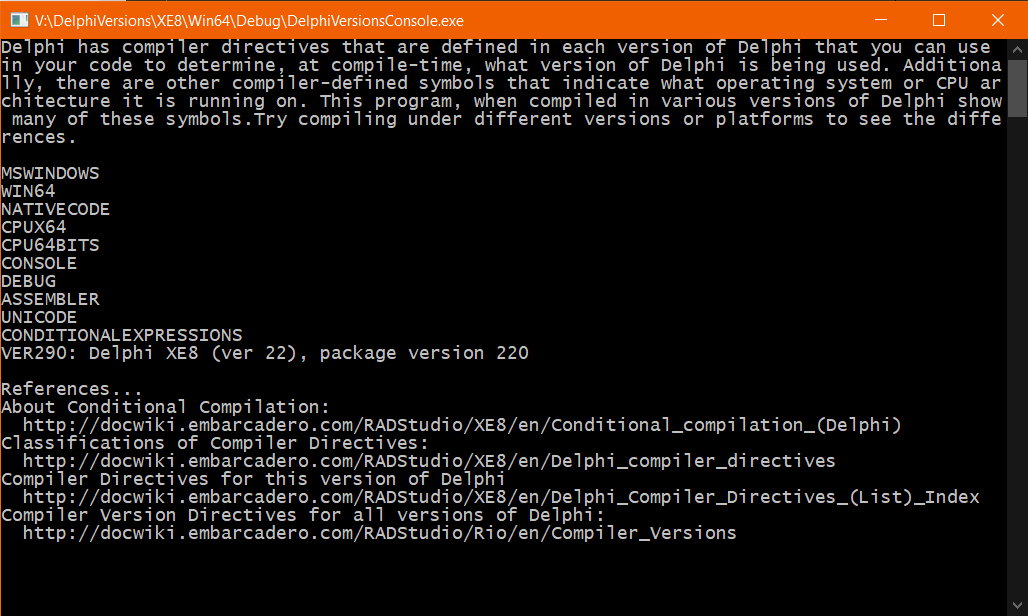 V:\DelphiVersions\XE8\Win64\Debug\DelphiVersionsConsole.exe
Delphi has compiler directives that are defined in each version of Delphi that you can use
in your code to determine, at compile-time, what version of Delphi is being used. Additiona
lly, there are other compiler-defined symbols that indicate what operating system or CPU ar
chitecture it is running on. This program, when compiled in various versions of Delphi show
 many of these symbols.Try compiling under different versions or platforms to see the diffe
rences.

MSWINDOWS
WIN64
NATIVECODE
CPUX64
CPU64BITS
CONSOLE
DEBUG
ASSEMBLER
UNICODE
CONDITIONALEXPRESSIONS
VER290: Delphi XE8 (ver 22), package version 220

References...
About Conditional Compilation:
  http://docwiki.embarcadero.com/RADStudio/XE8/en/Conditional_compilation_(Delphi)
Classifications of Compiler Directives:
  http://docwiki.embarcadero.com/RADStudio/XE8/en/Delphi_compiler_directives
Compiler Directives for this version of Delphi
  http://docwiki.embarcadero.com/RADStudio/XE8/en/Delphi_Compiler_Directives_(List)_Index
Compiler Version Directives for all versions of Delphi:
  http://docwiki.embarcadero.com/RADStudio/Rio/en/Compiler_Versions